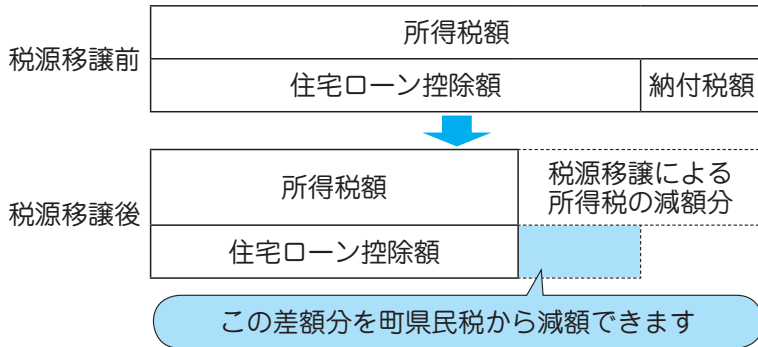 税源移譲前
所得税額
住宅ローン控除額
納付税額
税源移譲後
所得税額
税源移譲による
所得税の減額分
住宅ローン控除額
この差額分を町県民税から減額できます